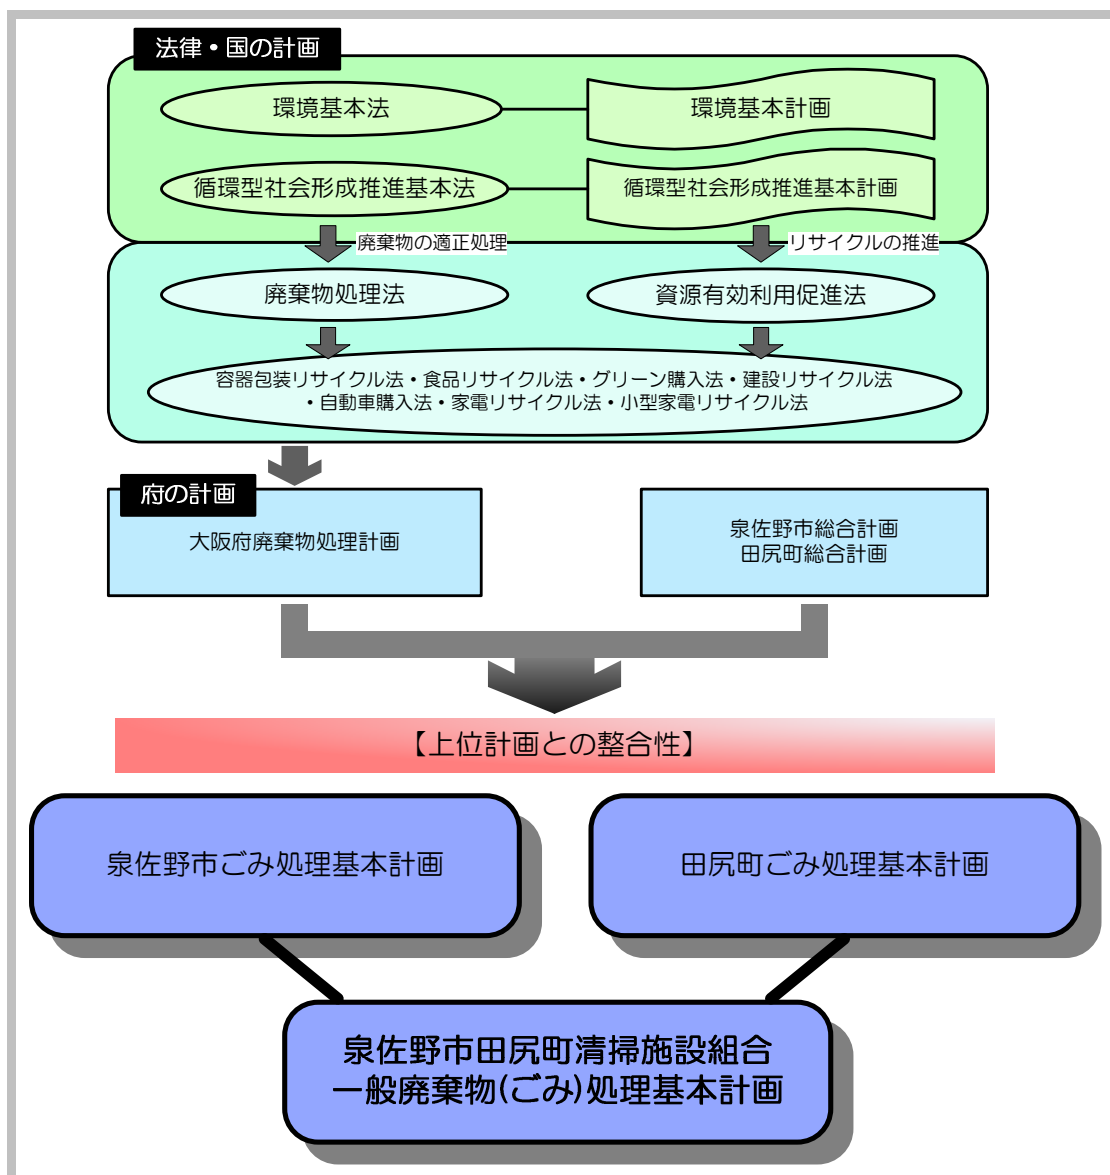 法律・国の計画
環境基本法
環境基本計画
循環型社会形成推進基本法
循環型社会形成推進基本計画
廃棄物の適正処理
リサイクルの推進
廃棄物処理法
資源有効利用促進法
容器包装リサイクル法・食品リサイクル法・グリーン購入法・建設リサイクル法
・自動車購入法・家電リサイクル法・小型家電リサイクル法
府の計画
大阪府廃棄物処理計画
泉佐野市総合計画
田尻町総合計画
【上位計画との整合性】
泉佐野市ごみ処理基本計画
田尻町ごみ処理基本計画
泉佐野市田尻町清掃施設組合
一般廃棄物(ごみ)処理基本計画